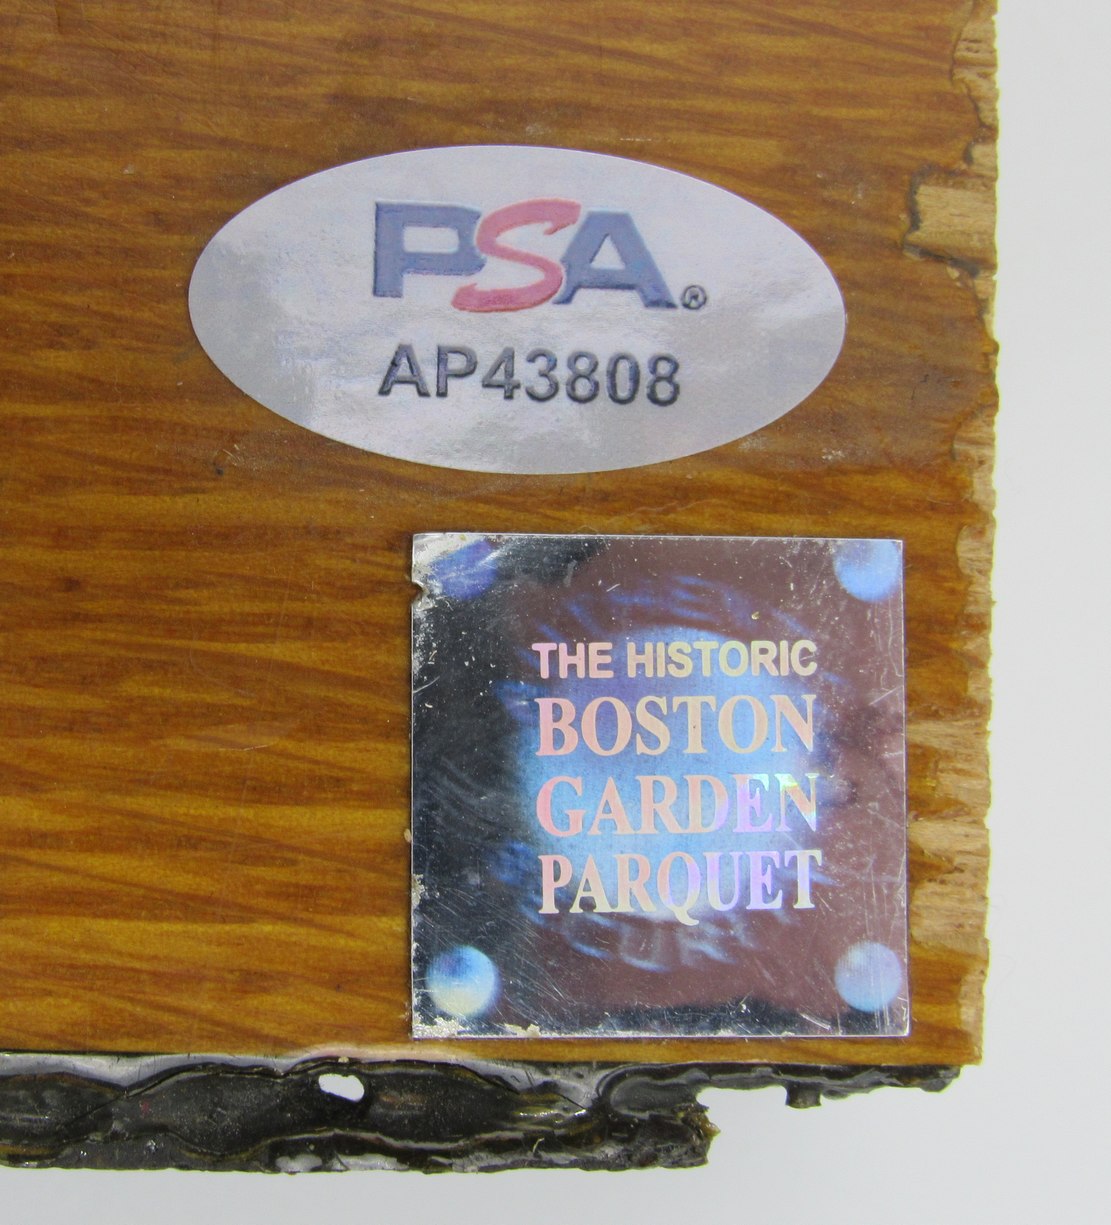 PSA®
AP43808
THE HISTORIC
BOSTON
GARDEN
PARQUET